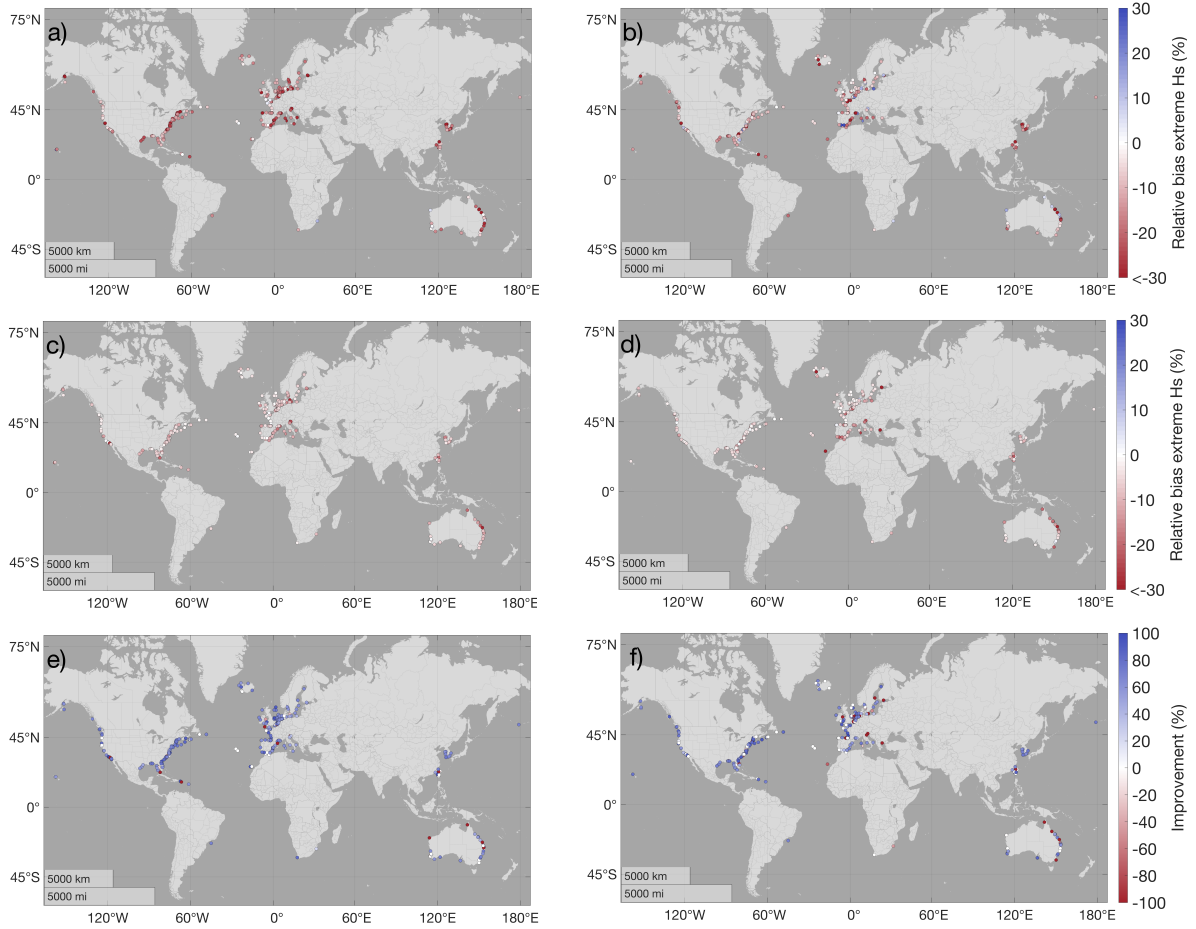 a)
75°N
45°N
0°
45°S
5000 km
5000 mi
120°W
60°W
0°
60°E
120°E
180°E
b)
75°N
45°N
0°
45°S
5000 km
5000 mi
120°W
60°W
0°
60°E
120°E
180°E
30
20
10
0
-10
-20
<-30
Relative bias extreme Hs (%)
c)
75°N
45°N
0°
45°S
5000 km
5000 mi
120°W
60°W
0°
60°E
120°E
180°E
d)
75°N
45°N
0°
45°S
5000 km
5000 mi
120°W
60°W
0°
60°E
120°E
180°E
30
20
10
0
-10
-20
<-30
Relative bias extreme Hs (%)
e)
75°N
45°N
0°
45°S
5000 km
5000 mi
120°W
60°W
0°
60°E
120°E
180°E
f)
75°N
45°N
0°
45°S
5000 km
5000 mi
120°W
60°W
0°
60°E
120°E
180°E
100
80
60
40
20
0
-20
-40
-60
-80
-100
Improvement (%)